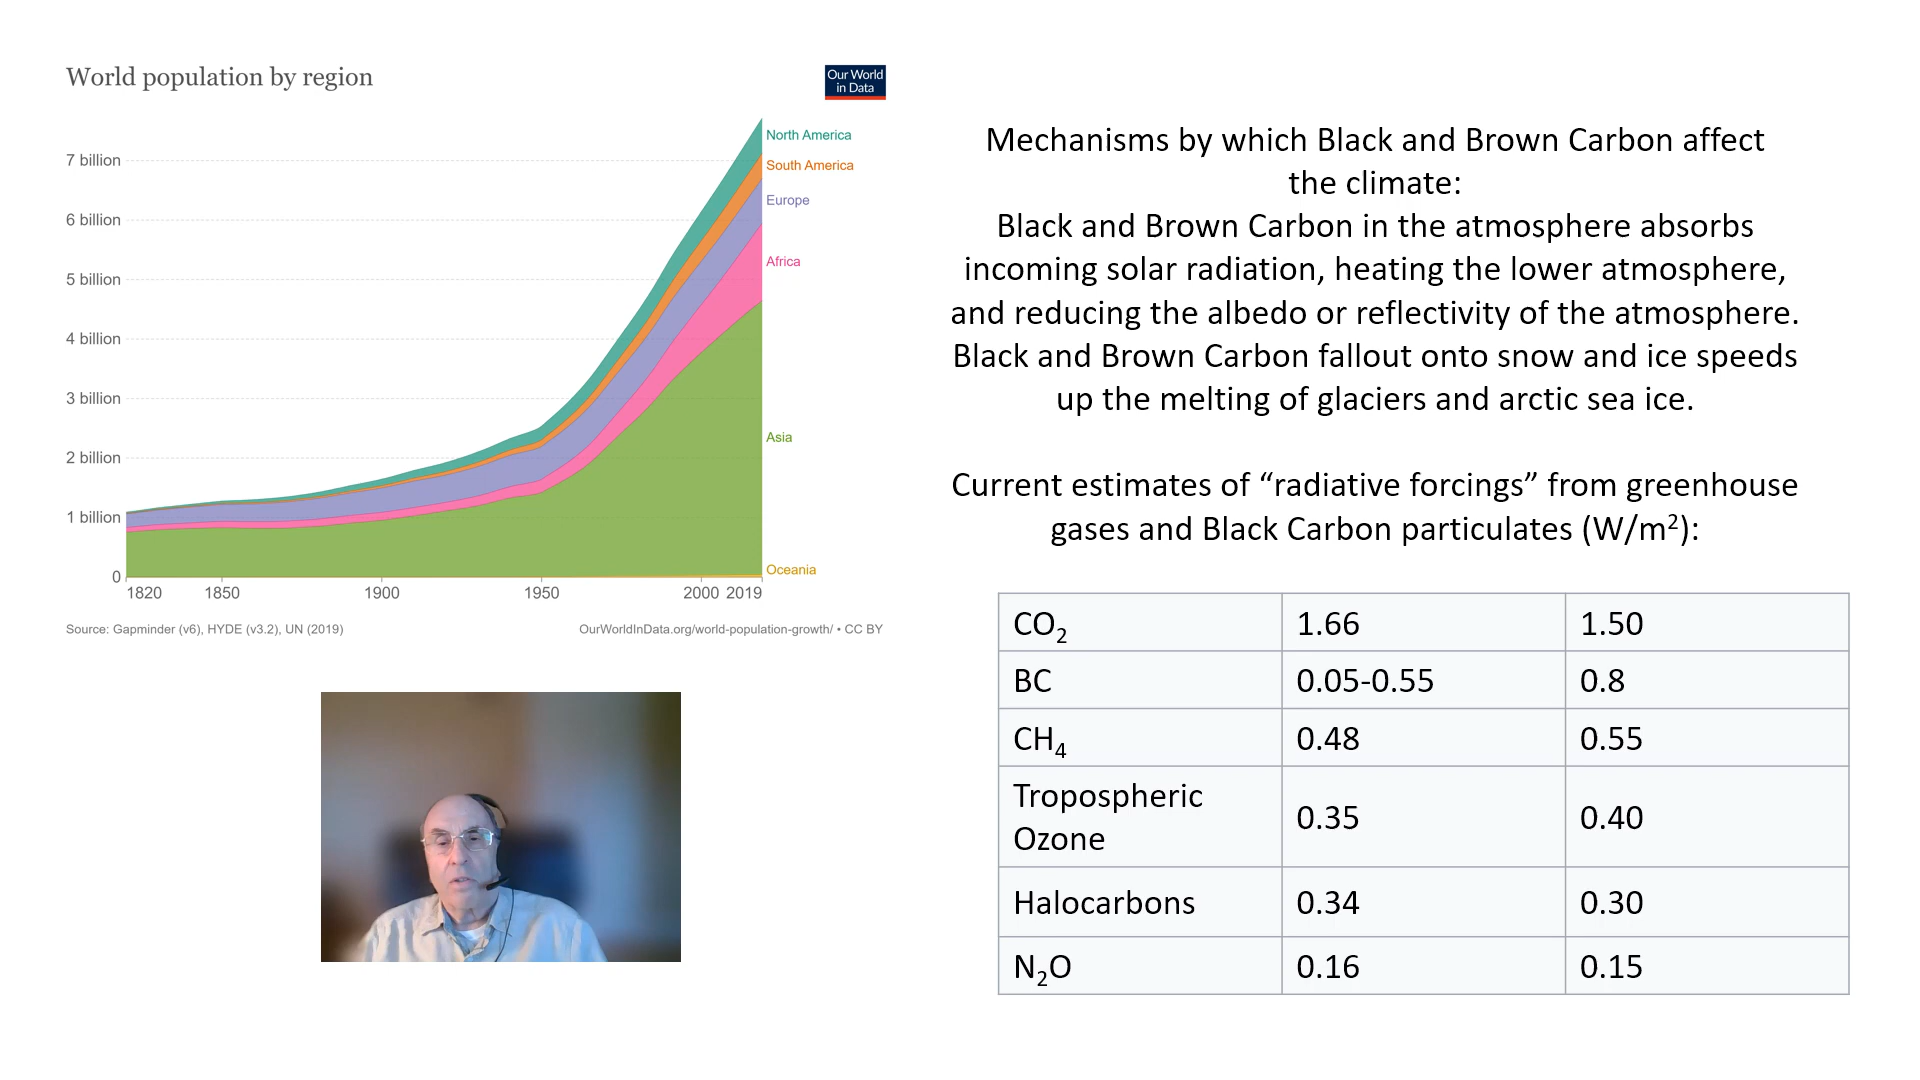 World population by region
Our World
in Data
North America
South America
Europe
Africa
Asia
Oceania
7 billion
6 billion
5 billion
4 billion
3 billion
2 billion
1 billion
0
1820
1850
1900
1950
2000
2019
Source: Gapminder (v6), HYDE (v3.2), UN (2019)
OurWorldInData.org/world-population-growth/ • CC BY
Mechanisms by which Black and Brown Carbon affect
the climate:
Black and Brown Carbon in the atmosphere absorbs
incoming solar radiation, heating the lower atmosphere,
and reducing the albedo or reflectivity of the atmosphere.
Black and Brown Carbon fallout onto snow and ice speeds
up the melting of glaciers and arctic sea ice.
Current estimates of “radiative forcings” from greenhouse
gases and Black Carbon particulates (W/m²):
CO₂ 1.66 1.50
BC 0.05-0.55 0.8
CH₄ 0.48 0.55
Tropospheric
Ozone 0.35 0.40
Halocarbons 0.34 0.30
N₂O 0.16 0.15